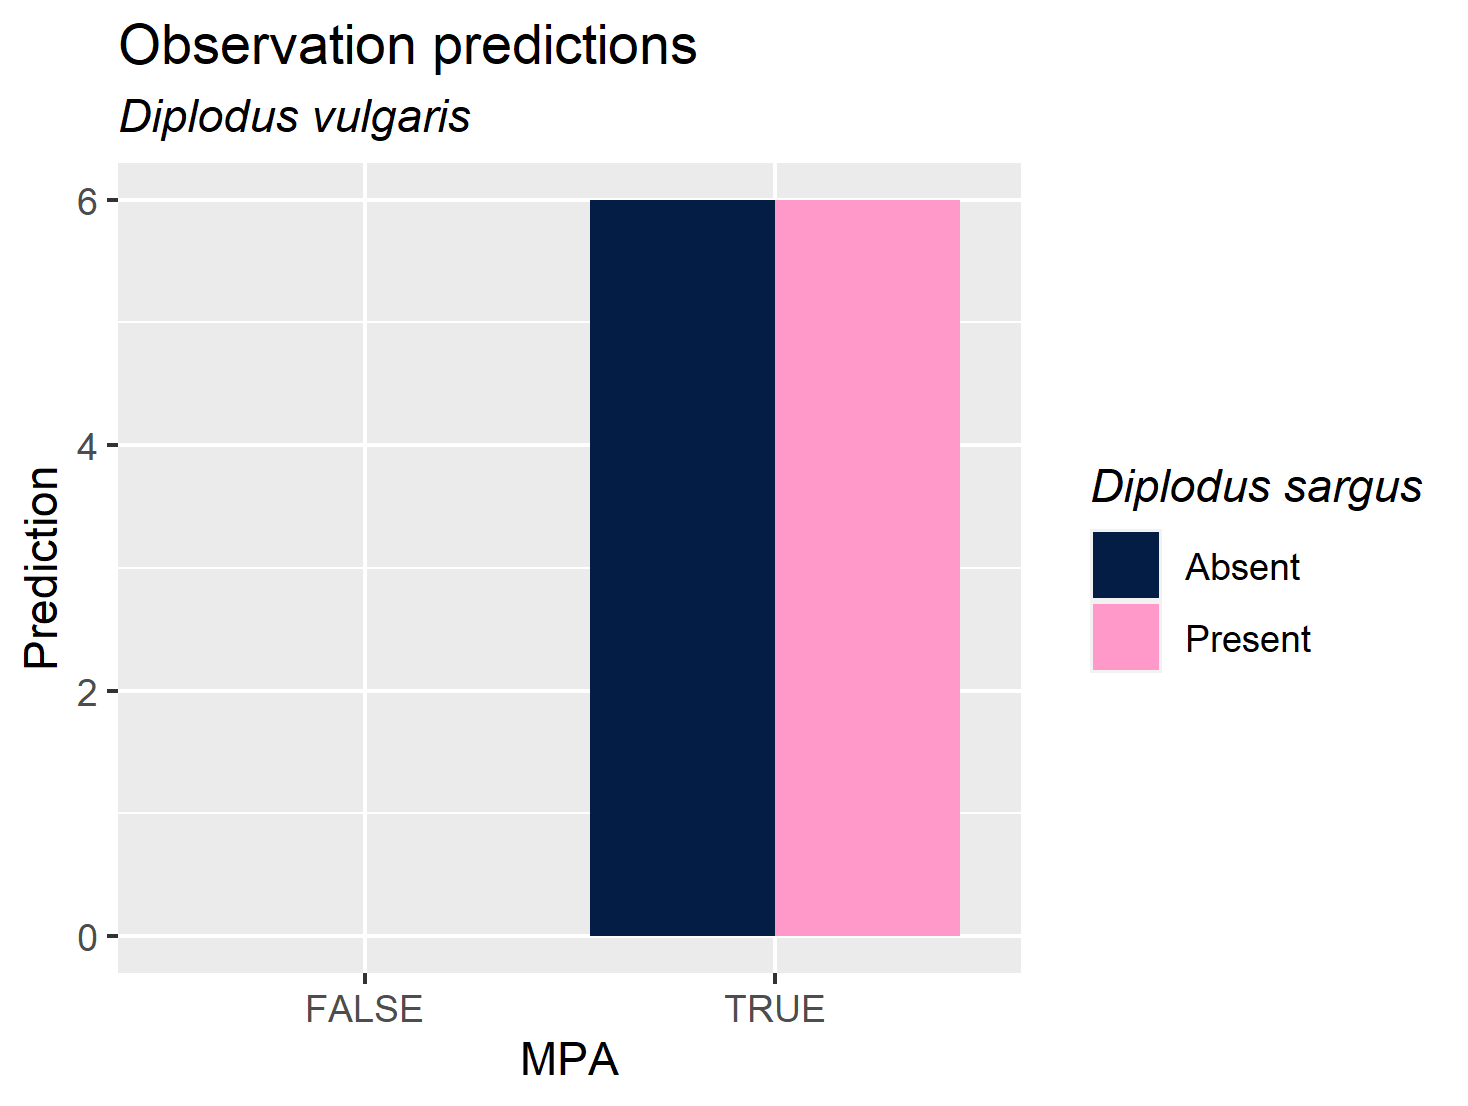 Observation predictions
Diplodus vulgaris
6
4
2
0
Prediction
FALSE
TRUE
MPA
Diplodus sargus
Absent
Present